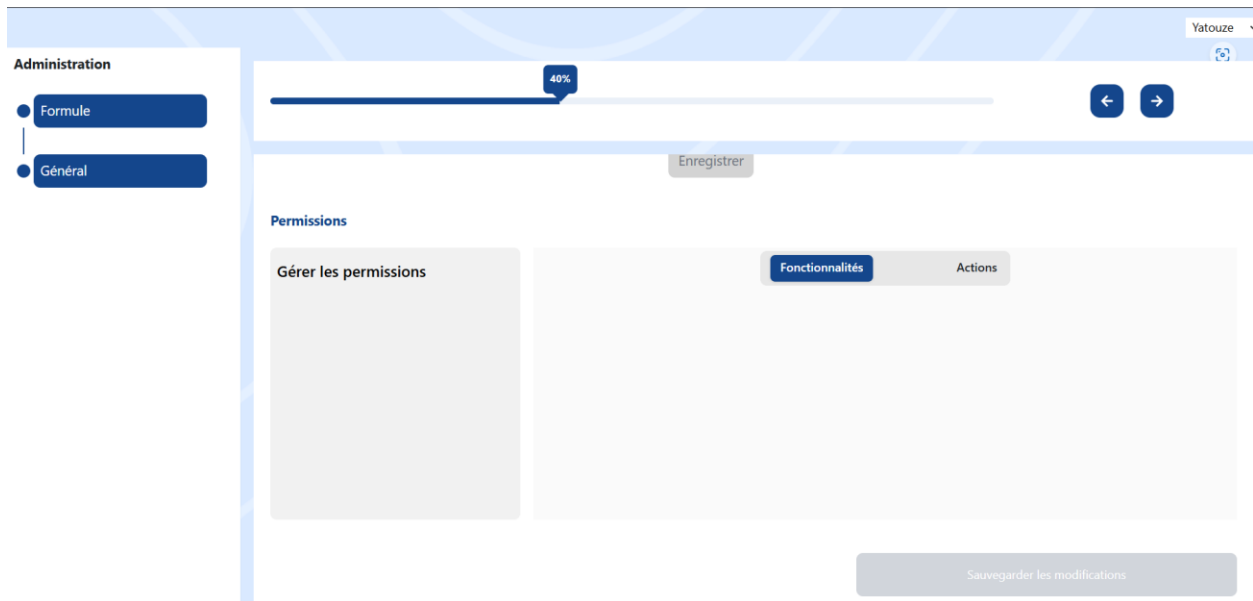 Yatouze
Administration
Formule
Général
40%
Enregistrer
Permissions
Gérer les permissions
Fonctionnalités
Actions
Sauvegarder les modifications